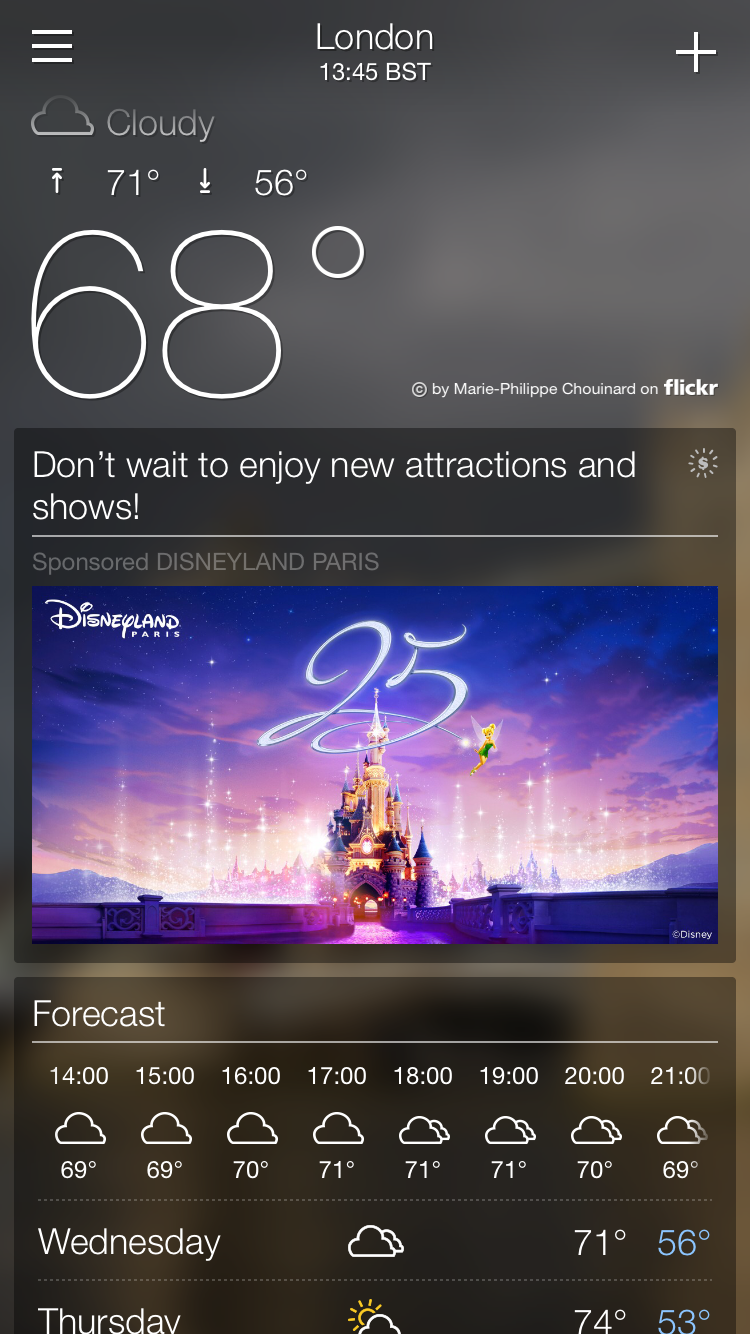 London
13:45 BST
Cloudy
71° 56°
68°
© by Marie-Philippe Chouinard on flickr
Don’t wait to enjoy new attractions and
shows!
Sponsored DISNEYLAND PARIS
DISNEYLAND
PARIS
25
©Disney
Forecast
14:00 15:00 16:00 17:00 18:00 19:00 20:00 21:00
69° 69° 70° 71° 71° 71° 70° 69°
Wednesday 71° 56°
Thursday 74° 53°